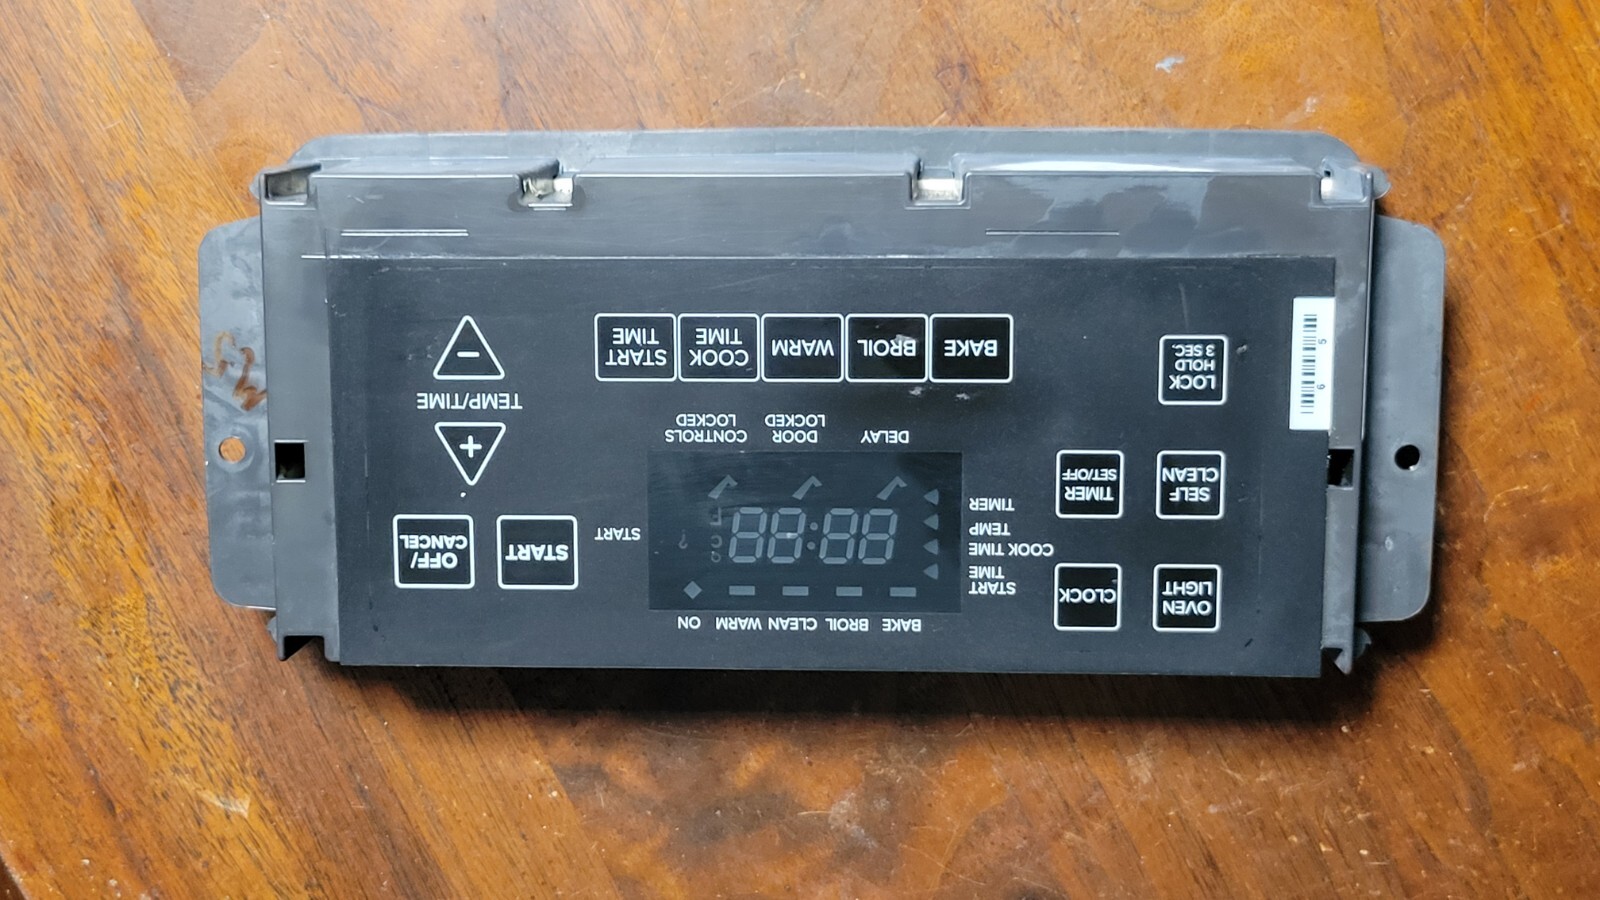 BAKE BROIL CLEAN WARM ON
OVEN
LIGHT
CLOCK
START
TIME
COOK TIME
TEMP
TIMER
START
START
OFF/
CANCEL
SELF
CLEAN
TIMER
SET/OFF
88:88
DELAY
DOOR
LOCKED
CONTROLS
LOCKED
+
TEMP/TIME
-
LOCK
HOLD
3 SEC.
BAKE
BROIL
WARM
COOK
TIME
START
TIME
6 5